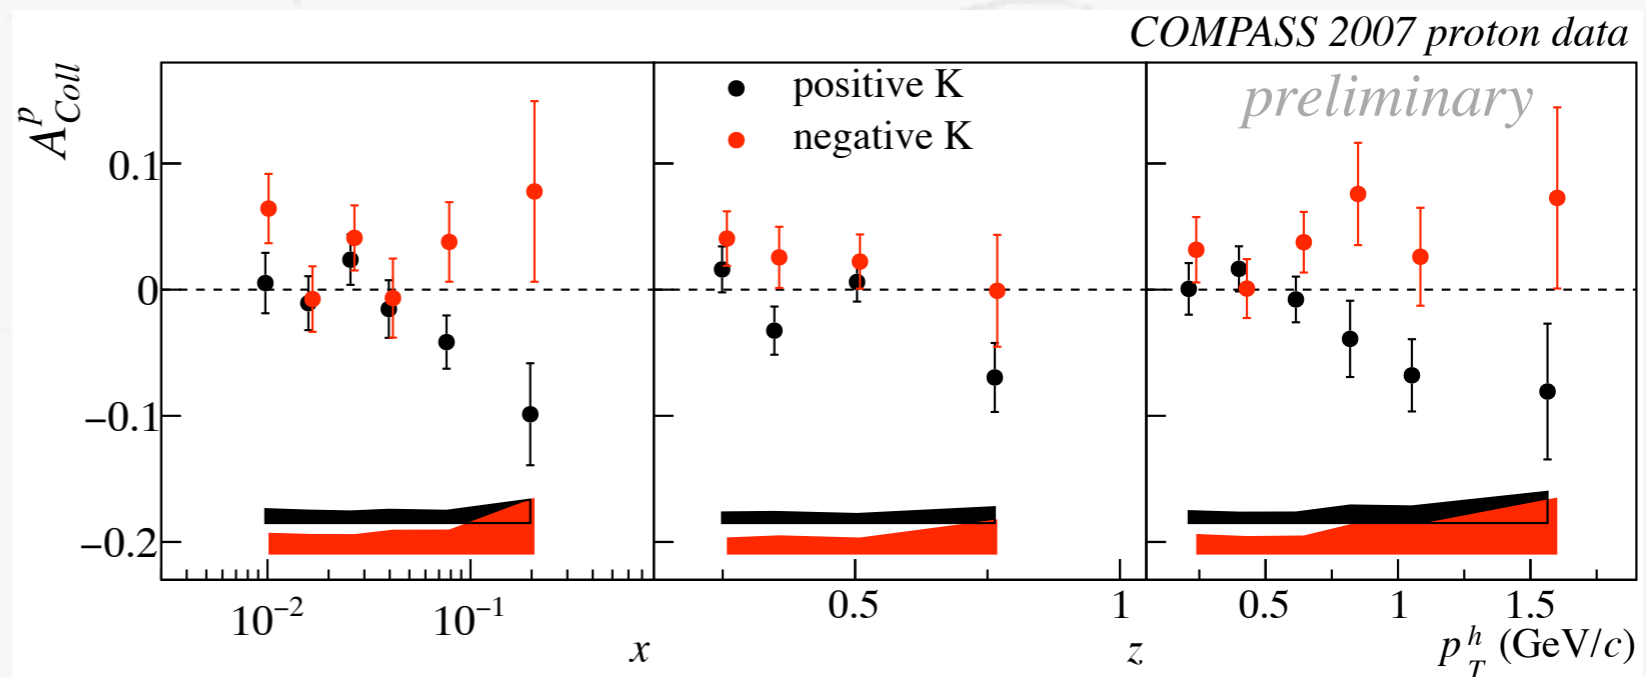 COMPASS 2007 proton data
A^p_Coll
positive K
negative K
preliminary
0.1
0
−0.1
−0.2
10^−2 10^−1
x
0.5 1
z
0.5 1 1.5
p_T^h (GeV/c)